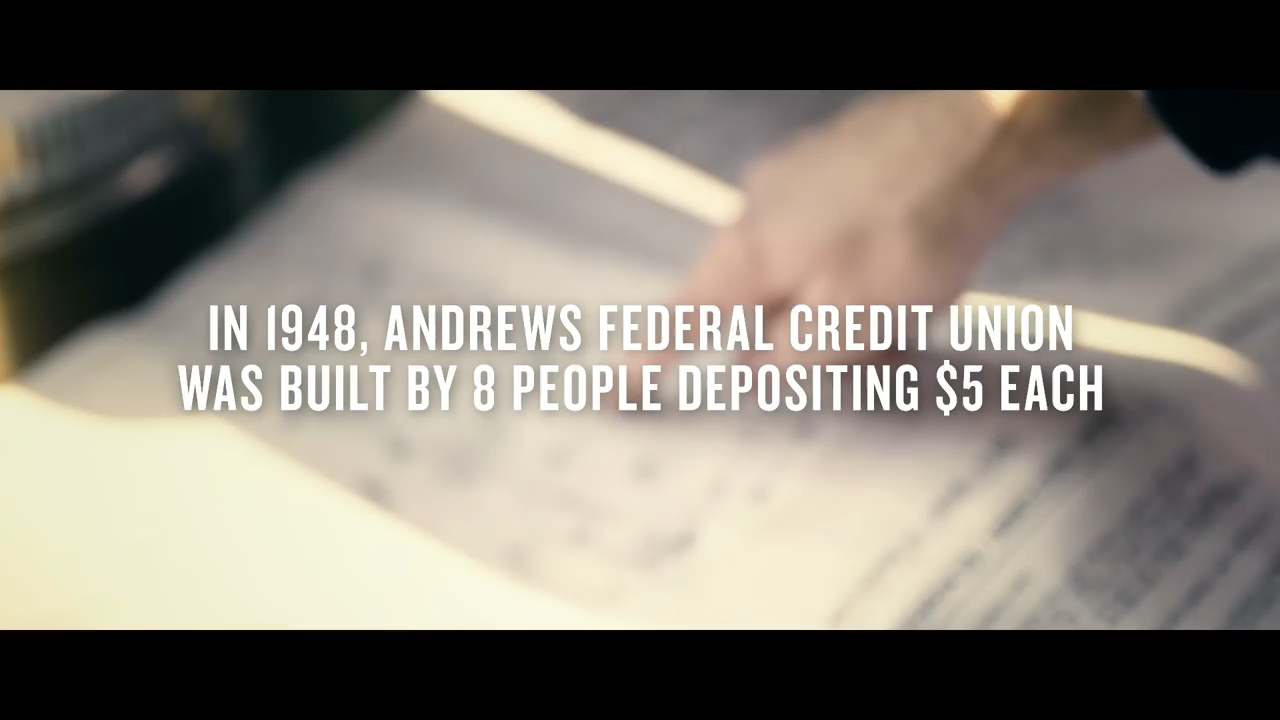 IN 1948, ANDREWS FEDERAL CREDIT UNION
WAS BUILT BY 8 PEOPLE DEPOSITING $5 EACH